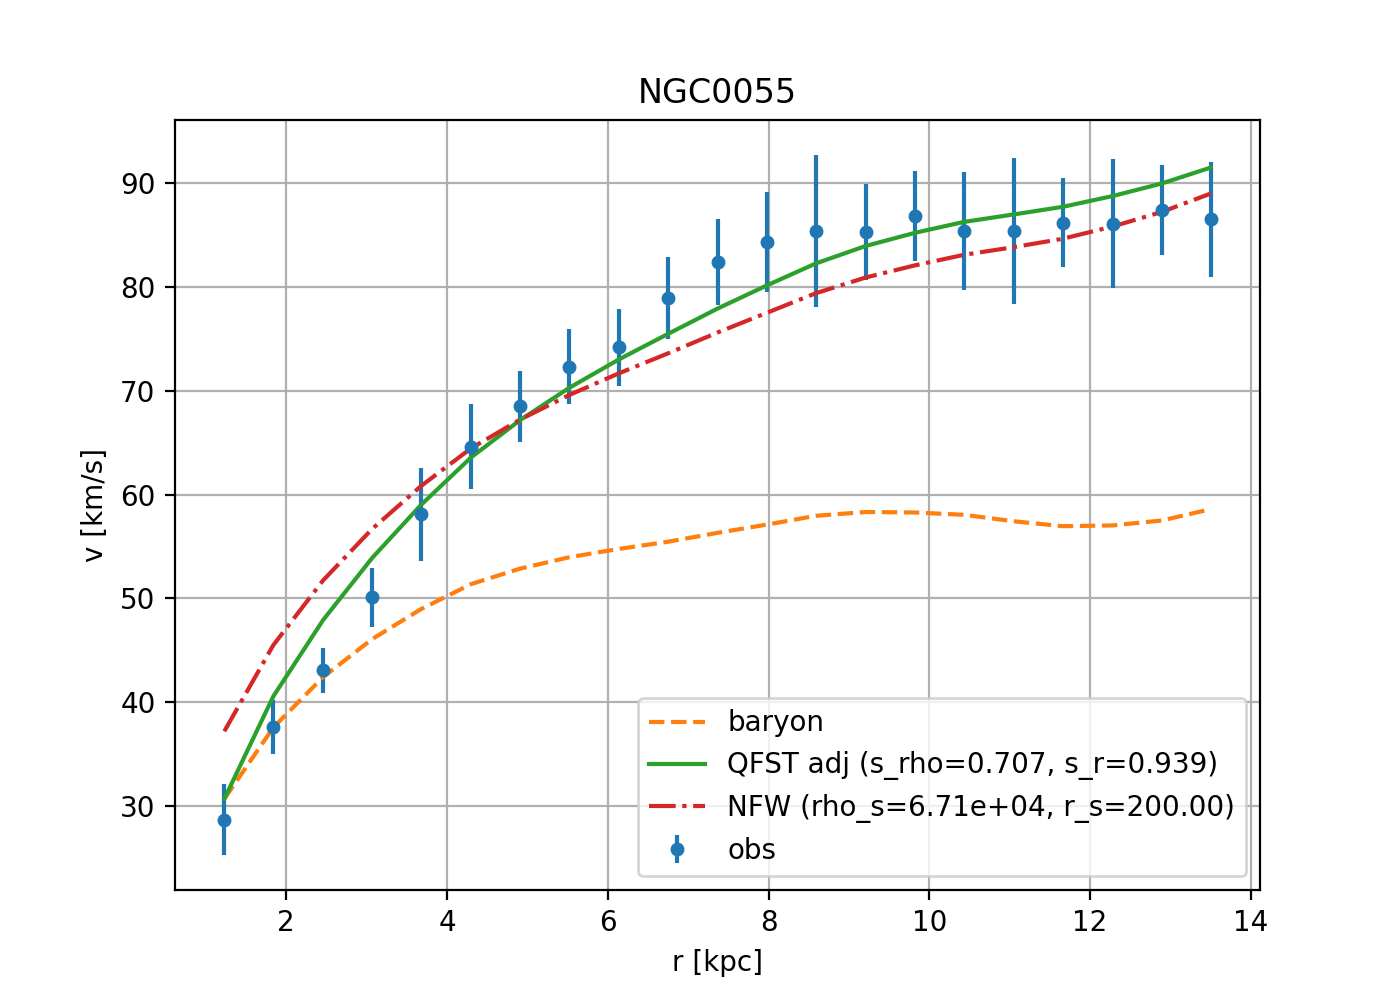 NGC0055
v [km/s]
90
80
70
60
50
40
30
baryon
QFST adj (s_rho=0.707, s_r=0.939)
NFW (rho_s=6.71e+04, r_s=200.00)
obs
2 4 6 8 10 12 14
r [kpc]